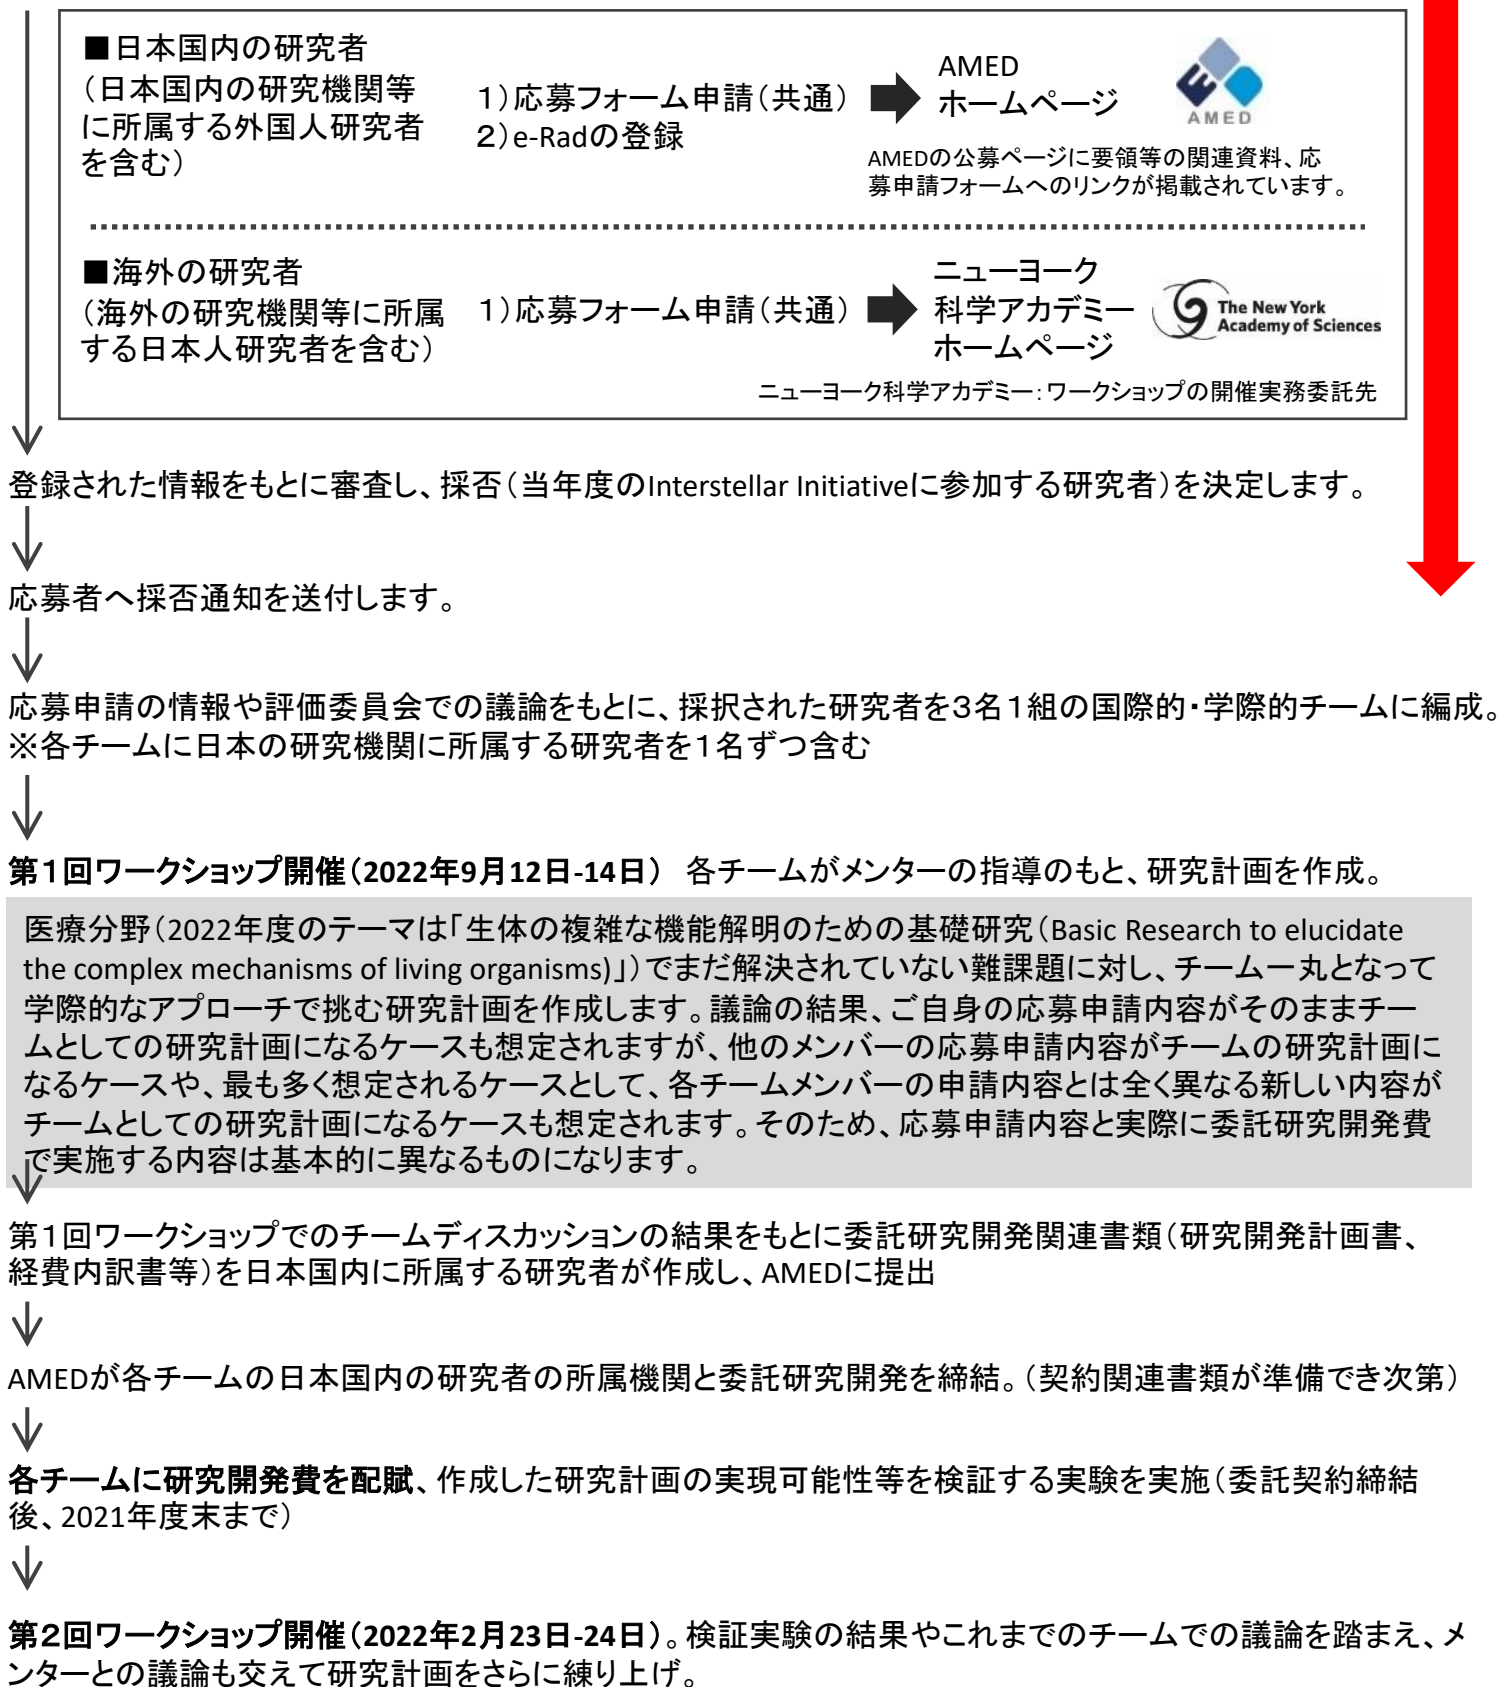 ■日本国内の研究者
(日本国内の研究機関等
に所属する外国人研究者
を含む)
1)応募フォーム申請(共通)
2)e-Radの登録
AMED
ホームページ
AMED
AMEDの公募ページに要領等の関連資料、応
募申請フォームへのリンクが掲載されています。
■海外の研究者
(海外の研究機関等に所属
する日本人研究者を含む)
1)応募フォーム申請(共通)
ニューヨーク
科学アカデミー
ホームページ
The New York
Academy of Sciences
ニューヨーク科学アカデミー:ワークショップの開催実務委託先
登録された情報をもとに審査し、採否(当年度のInterstellar Initiativeに参加する研究者)を決定します。
応募者へ採否通知を送付します。
応募申請の情報や評価委員会での議論をもとに、採択された研究者を3名1組の国際的・学際的チームに編成。
※各チームに日本の研究機関に所属する研究者を1名ずつ含む
第1回ワークショップ開催(2022年9月12日-14日) 各チームがメンターの指導のもと、研究計画を作成。
医療分野(2022年度のテーマは「生体の複雑な機能解明のための基礎研究(Basic Research to elucidate
the complex mechanisms of living organisms)」)でまだ解決されていない難課題に対し、チーム一丸となって
学際的なアプローチで挑む研究計画を作成します。議論の結果、ご自身の応募申請内容がそのままチー
ムとしての研究計画になるケースも想定されますが、他のメンバーの応募申請内容がチームの研究計画に
なるケースや、最も多く想定されるケースとして、各チームメンバーの申請内容とは全く異なる新しい内容が
チームとしての研究計画になるケースも想定されます。そのため、応募申請内容と実際に委託研究開発費
で実施する内容は基本的に異なるものになります。
第1回ワークショップでのチームディスカッションの結果をもとに委託研究開発関連書類(研究開発計画書、
経費内訳書等)を日本国内に所属する研究者が作成し、AMEDに提出
AMEDが各チームの日本国内の研究者の所属機関と委託研究開発を締結。(契約関連書類が準備でき次第)
各チームに研究開発費を配賦、作成した研究計画の実現可能性等を検証する実験を実施(委託契約締結
後、2021年度末まで)
第2回ワークショップ開催(2022年2月23日-24日)。検証実験の結果やこれまでのチームでの議論を踏まえ、メ
ンターとの議論も交えて研究計画をさらに練り上げ。